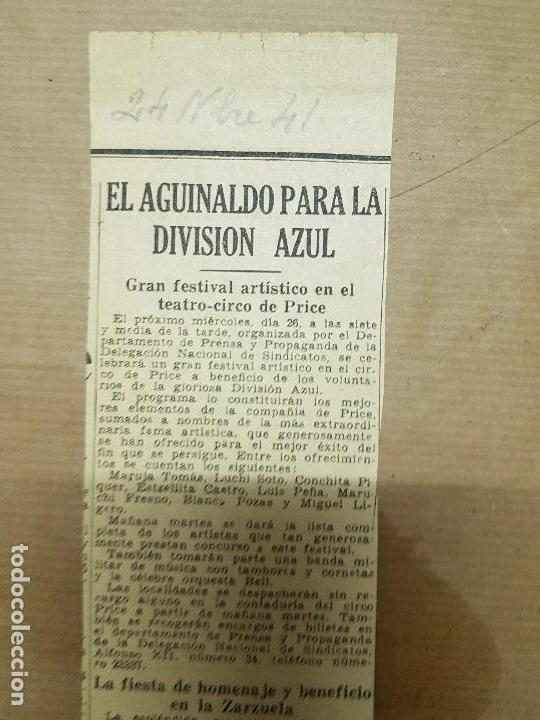 24 Nbre 41
EL AGUINALDO PARA LA
DIVISION AZUL
Gran festival artístico en el
teatro-circo de Price
El próximo miércoles, día 26, a las siete
y media de la tarde, organizada por el De-
partamento de Prensa y Propaganda de la
Delegación Nacional de Sindicatos, se ce-
lebrará un gran festival artístico en el cir-
co de Price a beneficio de los volunta-
rios de la gloriosa División Azul.
El programa lo constituirán los mejo-
res elementos de la compañía de Price,
sumados a nombres de la más extraordi-
naria fama artística, que generosamente
se han ofrecido para el mejor éxito del
fin que se persigue. Entre los ofrecimien-
tos se cuentan los siguientes:
Maruja Tomás, Luchi Soto, Conchita Pi-
quer, Estrellita Castro, Luis Peña, Maru-
chi Fresno, Blanca Pozas y Miguel Li-
gero.
Mañana martes se dará la lista com-
pleta de los artistas que tan generosa-
mente prestan concurso a este festival.
También tomarán parte una banda mi-
litar de música con tambores y cornetas
y la célebre orquesta Bell.
Las localidades se despacharán sin re-
cargo alguno en la contaduría del circo
Price a partir de mañana martes. Tam-
bién se recogerán encargos de billetes en
el departamento de Prensa y Propaganda
de la Delegación Nacional de Sindicatos,
Alfonso XII, número 34, teléfono núme-
ro
La fiesta de homenaje y beneficio
en la Zarzuela
todocoleccion